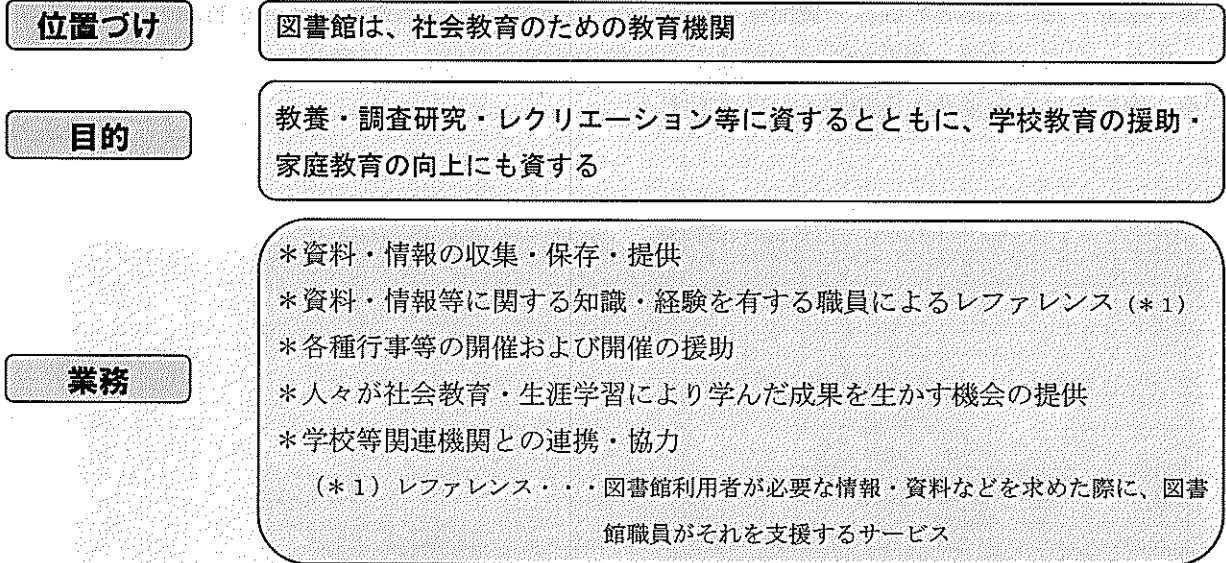 位置づけ
図書館は、社会教育のための教育機関
目的
教養・調査研究・レクリエーション等に資するとともに、学校教育の援助・
家庭教育の向上にも資する
業務
＊資料・情報の収集・保存・提供
＊資料・情報等に関する知識・経験を有する職員によるレファレンス（＊１）
＊各種行事等の開催および開催の援助
＊人々が社会教育・生涯学習により学んだ成果を生かす機会の提供
＊学校等関連機関との連携・協力
（＊１）レファレンス・・・図書館利用者が必要な情報・資料などを求めた際に、図書
館職員がそれを支援するサービス